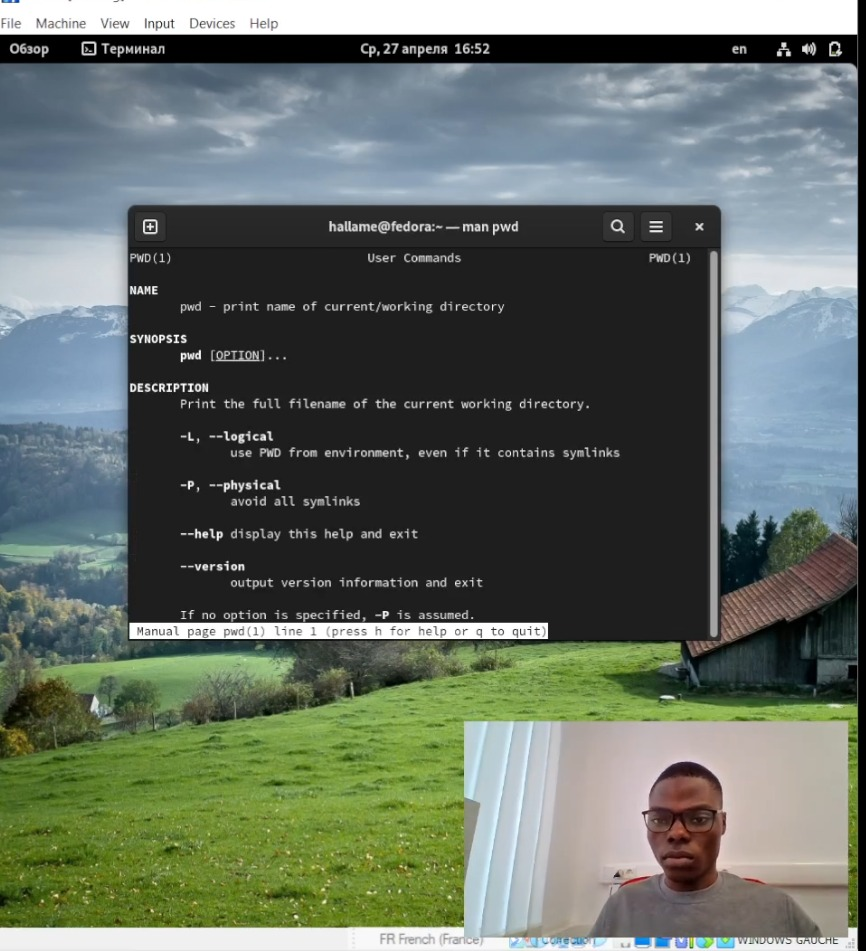 File Machine View Input Devices Help
Обзор Терминал Ср, 27 апреля 16:52 en
hallame@fedora:~ — man pwd
PWD(1) User Commands PWD(1)
NAME
pwd - print name of current/working directory
SYNOPSIS
pwd [OPTION]...
DESCRIPTION
Print the full filename of the current working directory.
-L, --logical
use PWD from environment, even if it contains symlinks
-P, --physical
avoid all symlinks
--help display this help and exit
--version
output version information and exit
If no option is specified, -P is assumed.
Manual page pwd(1) line 1 (press h for help or q to quit)
FR French (France) Correction WINDOWS GAUCHE